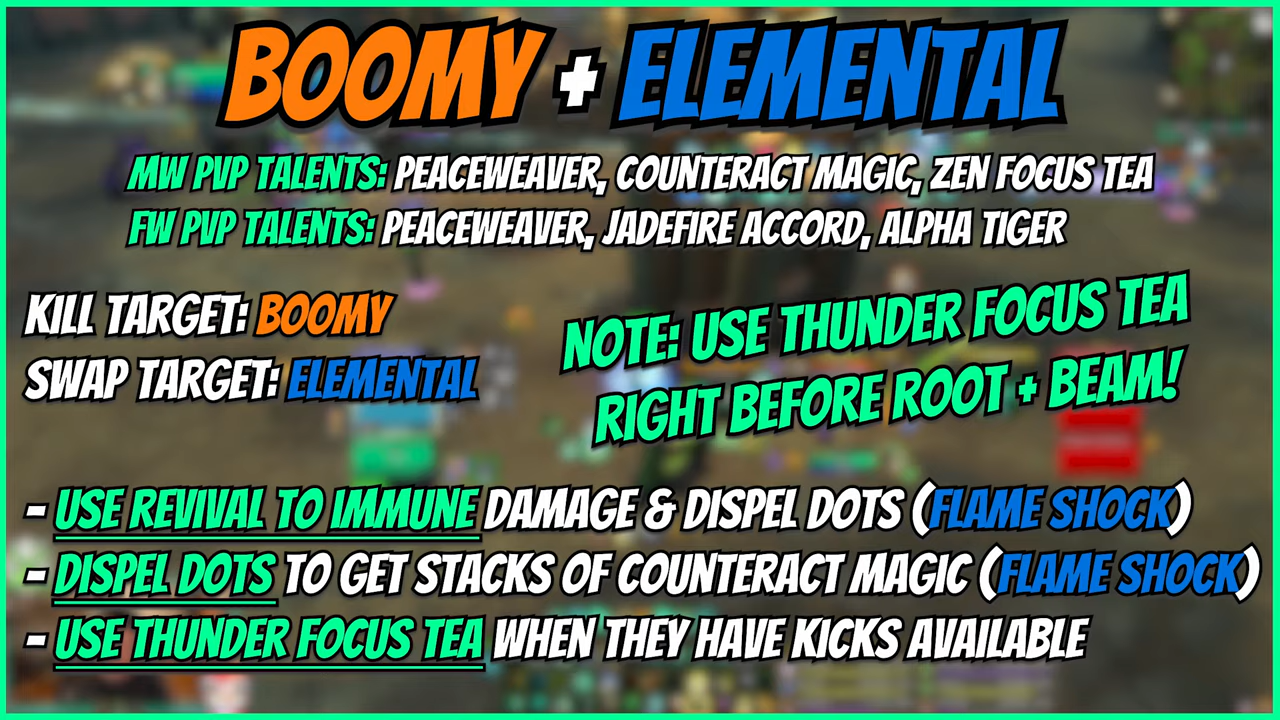 BOOMY + ELEMENTAL
MW PVP TALENTS: PEACEWEAVER, COUNTERACT MAGIC, ZEN FOCUS TEA
FW PVP TALENTS: PEACEWEAVER, JADEFIRE ACCORD, ALPHA TIGER
KILL TARGET: BOOMY
SWAP TARGET: ELEMENTAL
NOTE: USE THUNDER FOCUS TEA
RIGHT BEFORE ROOT + BEAM!
- USE REVIVAL TO IMMUNE DAMAGE & DISPEL DOTS (FLAME SHOCK)
- DISPEL DOTS TO GET STACKS OF COUNTERACT MAGIC (FLAME SHOCK)
- USE THUNDER FOCUS TEA WHEN THEY HAVE KICKS AVAILABLE